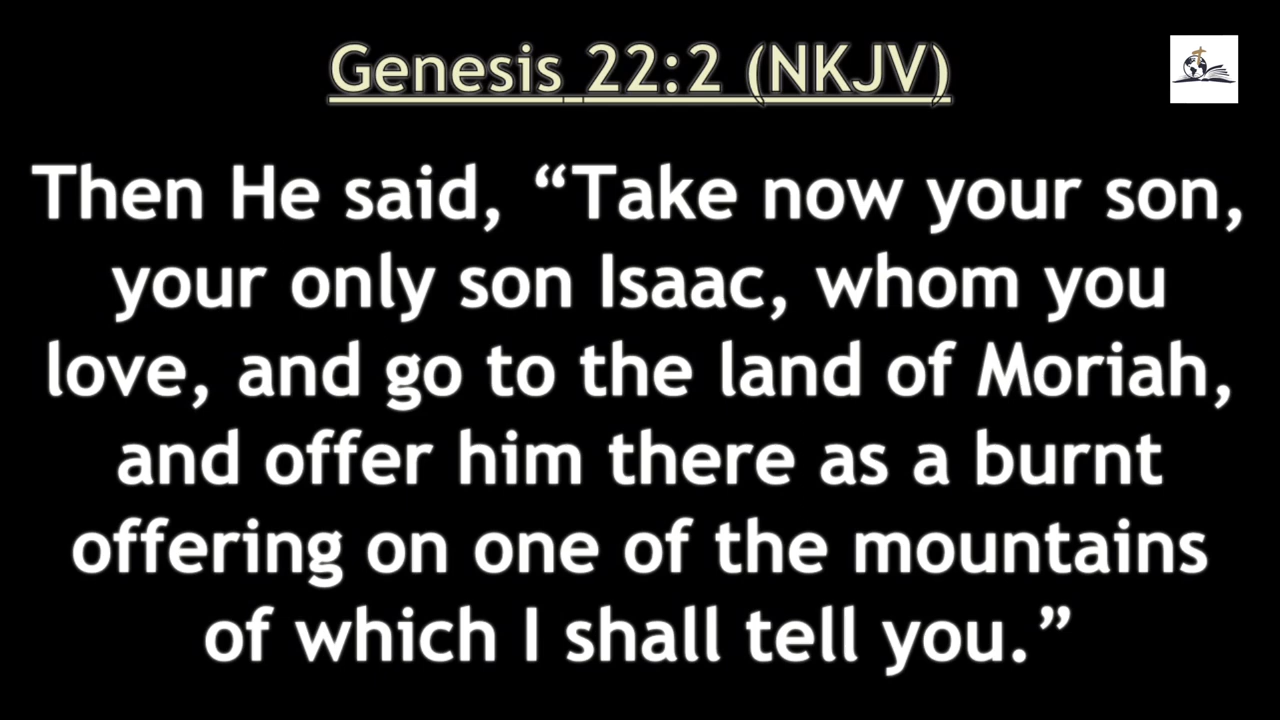 Genesis 22:2 (NKJV)
Then He said, “Take now your son,
your only son Isaac, whom you
love, and go to the land of Moriah,
and offer him there as a burnt
offering on one of the mountains
of which I shall tell you.”